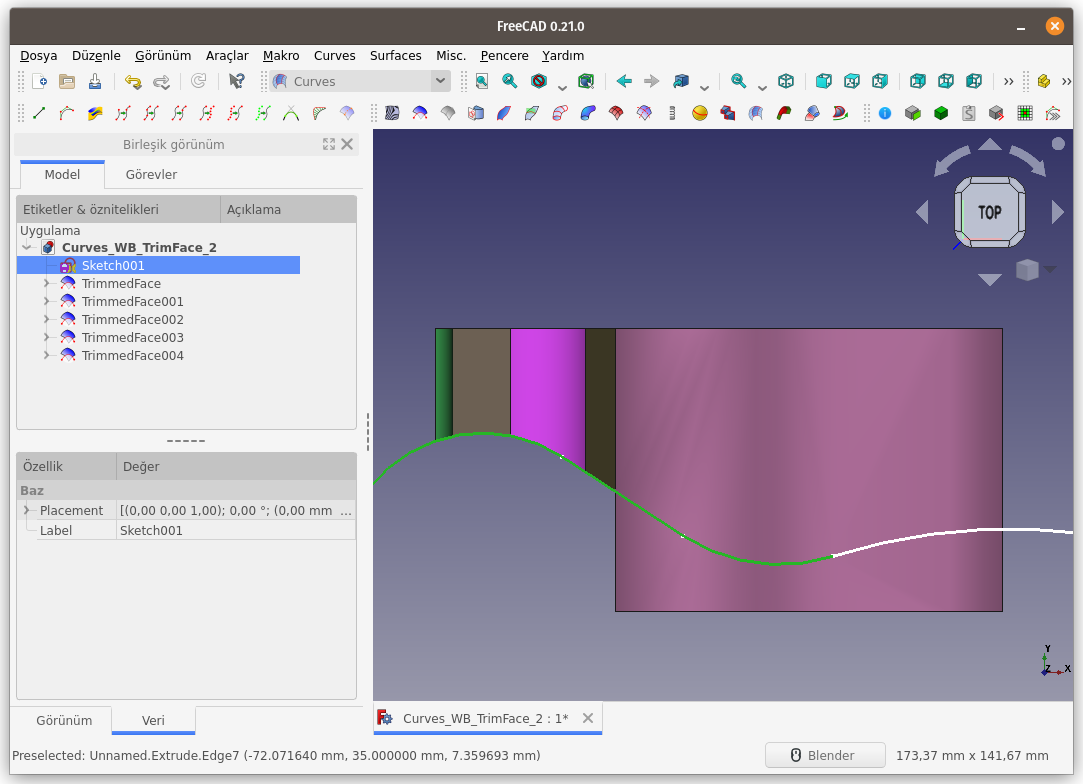 FreeCAD 0.21.0
Dosya Düzenle Görünüm Araçlar Makro Curves Surfaces Misc. Pencere Yardım
Curves
Birleşik görünüm
Model Görevler
Etiketler & öznitelikleri Açıklama
Uygulama
Curves_WB_TrimFace_2
Sketch001
TrimmedFace
TrimmedFace001
TrimmedFace002
TrimmedFace003
TrimmedFace004
Özellik Değer
Baz
Placement [(0,00 0,00 1,00); 0,00 °; (0,00 mm ...
Label Sketch001
Görünüm Veri
TOP
Y
Z X
Curves_WB_TrimFace_2 : 1*
Preselected: Unnamed.Extrude.Edge7 (-72.071640 mm, 35.000000 mm, 7.359693 mm) Blender 173,37 mm x 141,67 mm